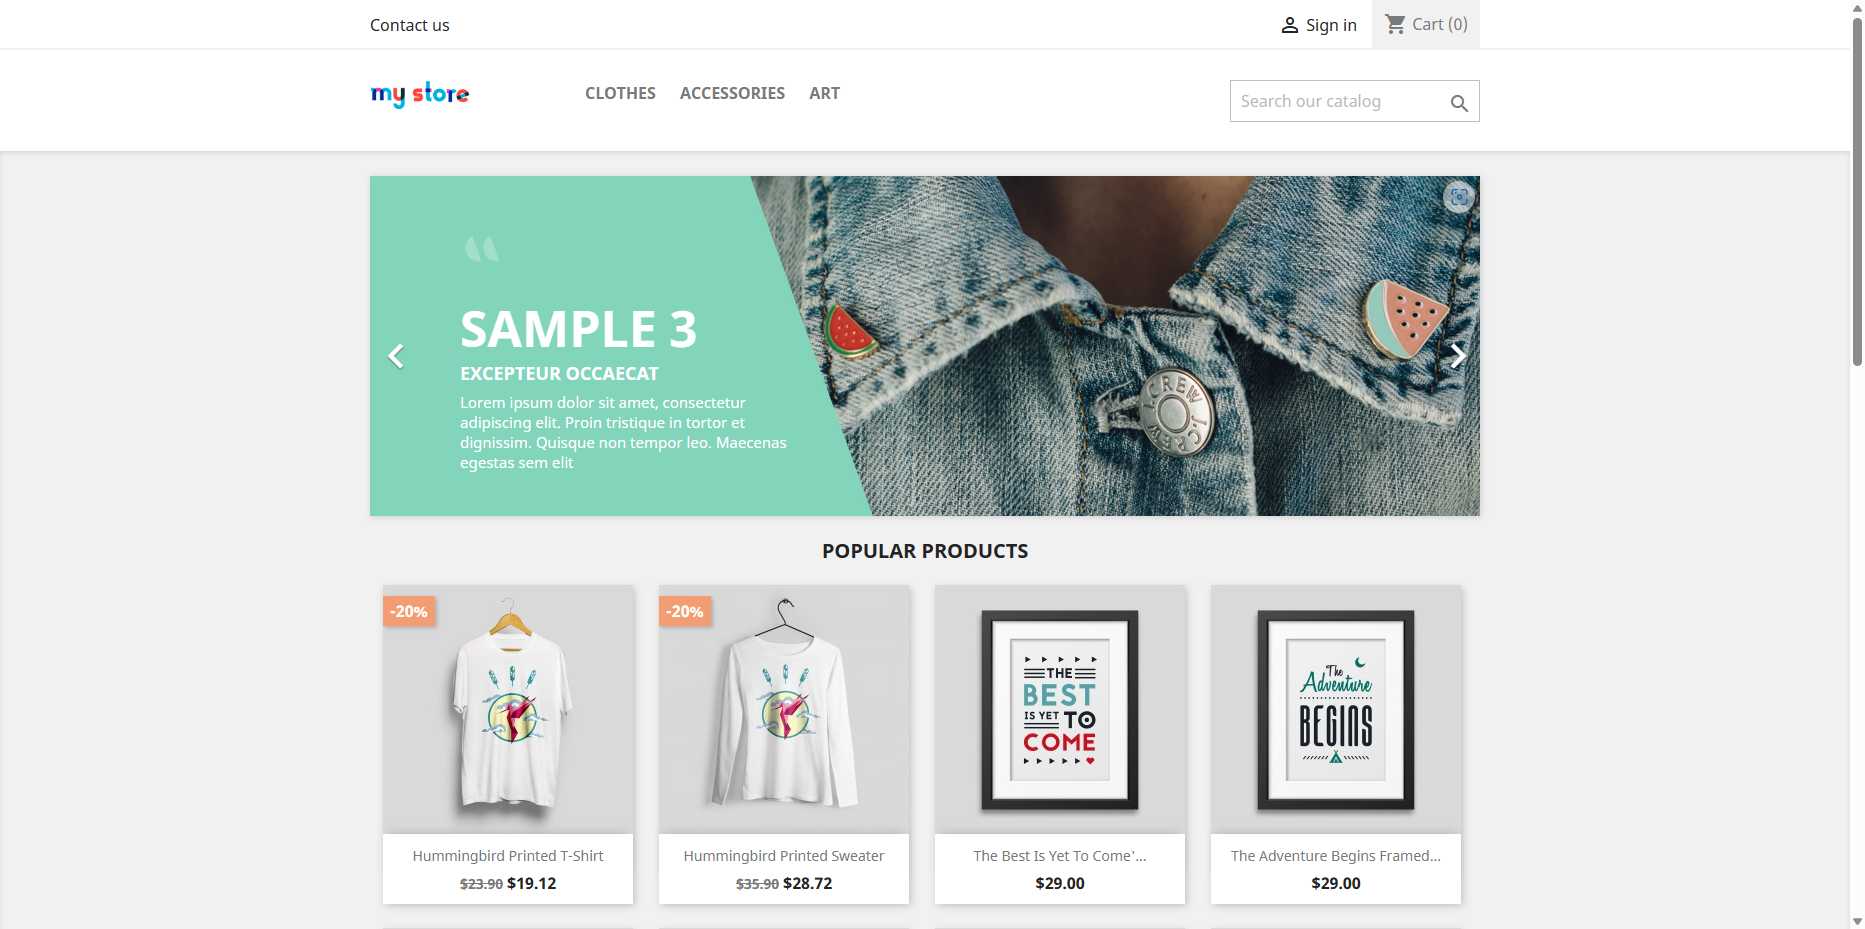 Contact us
Sign in
Cart (0)
my store
CLOTHES ACCESSORIES ART
Search our catalog
“
SAMPLE 3
EXCEPTEUR OCCAECAT
Lorem ipsum dolor sit amet, consectetur
adipiscing elit. Proin tristique in tortor et
dignissim. Quisque non tempor leo. Maecenas
egestas sem elit
J.CREW J.CREW
POPULAR PRODUCTS
-20%
Hummingbird Printed T-Shirt
$23.90 $19.12
-20%
Hummingbird Printed Sweater
$35.90 $28.72
THE
BEST
IS YET TO
COME
The Best Is Yet To Come'...
$29.00
The
Adventure
BEGINS
The Adventure Begins Framed...
$29.00